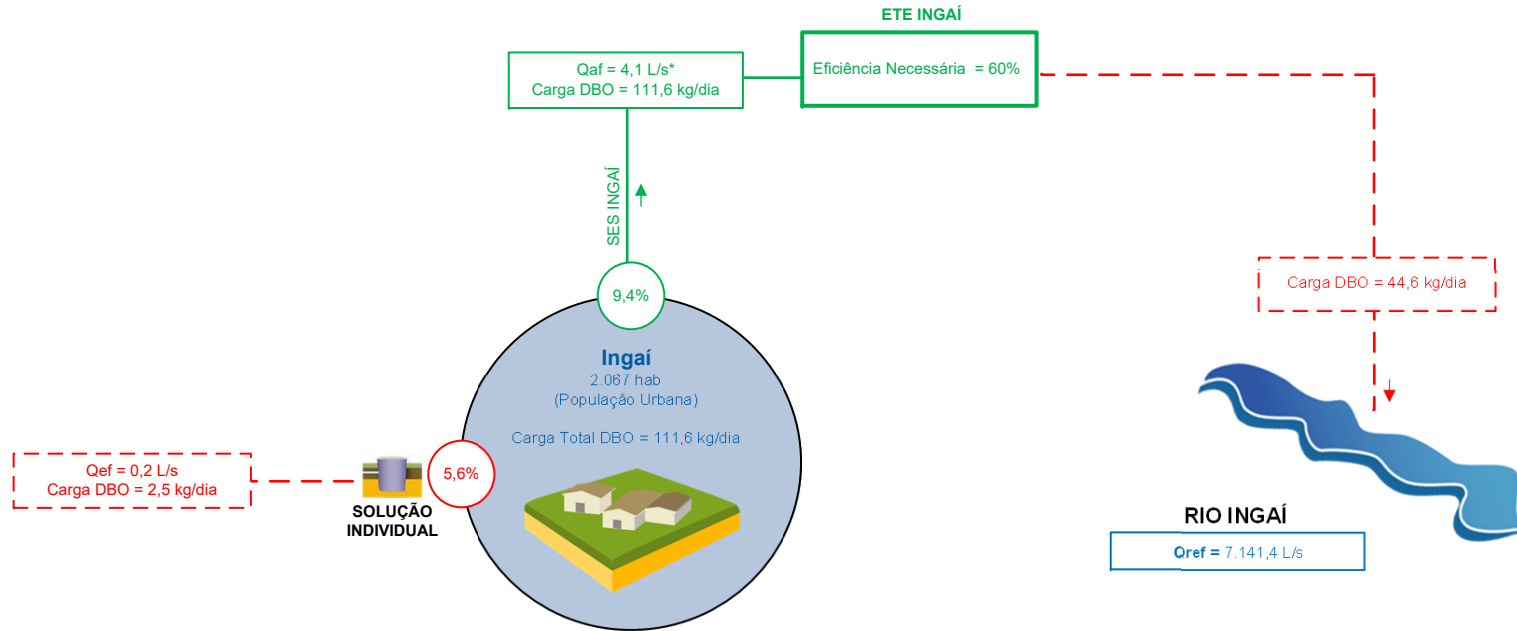 ETE INGAÍ
Qaf = 4,1 L/s*
Carga DBO = 111,6 kg/dia
Eficiência Necessária = 60%
SES INGAÍ
Carga DBO = 44,6 kg/dia
9,4%
Ingaí
2.067 hab
(População Urbana)
Carga Total DBO = 111,6 kg/dia
5,6%
Qef = 0,2 L/s
Carga DBO = 2,5 kg/dia
SOLUÇÃO
INDIVIDUAL
RIO INGAÍ
Qref = 7.141,4 L/s